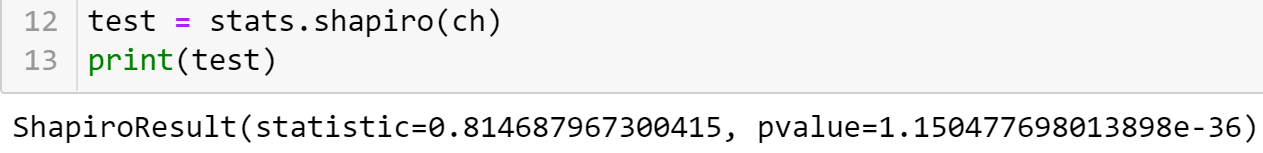 12 test = stats.shapiro(ch)
13 print(test)
ShapiroResult(statistic=0.814687967300415, pvalue=1.150477698013898e-36)